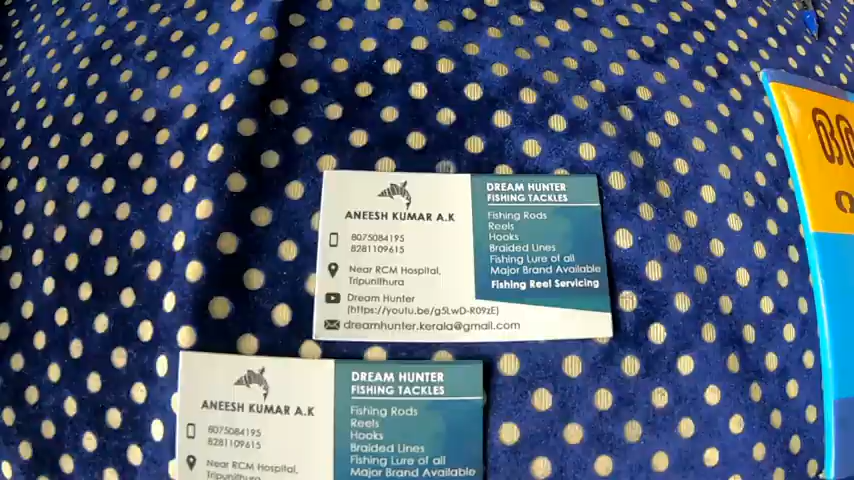 ANEESH KUMAR A.K
8075084195
8281109615
Near RCM Hospital,
Tripunithura
Dream Hunter
(https://youtu.be/g5LwD-R09zE)
dreamhunter.kerala@gmail.com
DREAM HUNTER
FISHING TACKLES
Fishing Rods
Reels
Hooks
Braided Lines
Fishing Lure of all
Major Brand Available
Fishing Reel Servicing
ANEESH KUMAR A.K
8075084195
8281109615
Near RCM Hospital,
Tripunithura
DREAM HUNTER
FISHING TACKLES
Fishing Rods
Reels
Hooks
Braided Lines
Fishing Lure of all
Major Brand Available